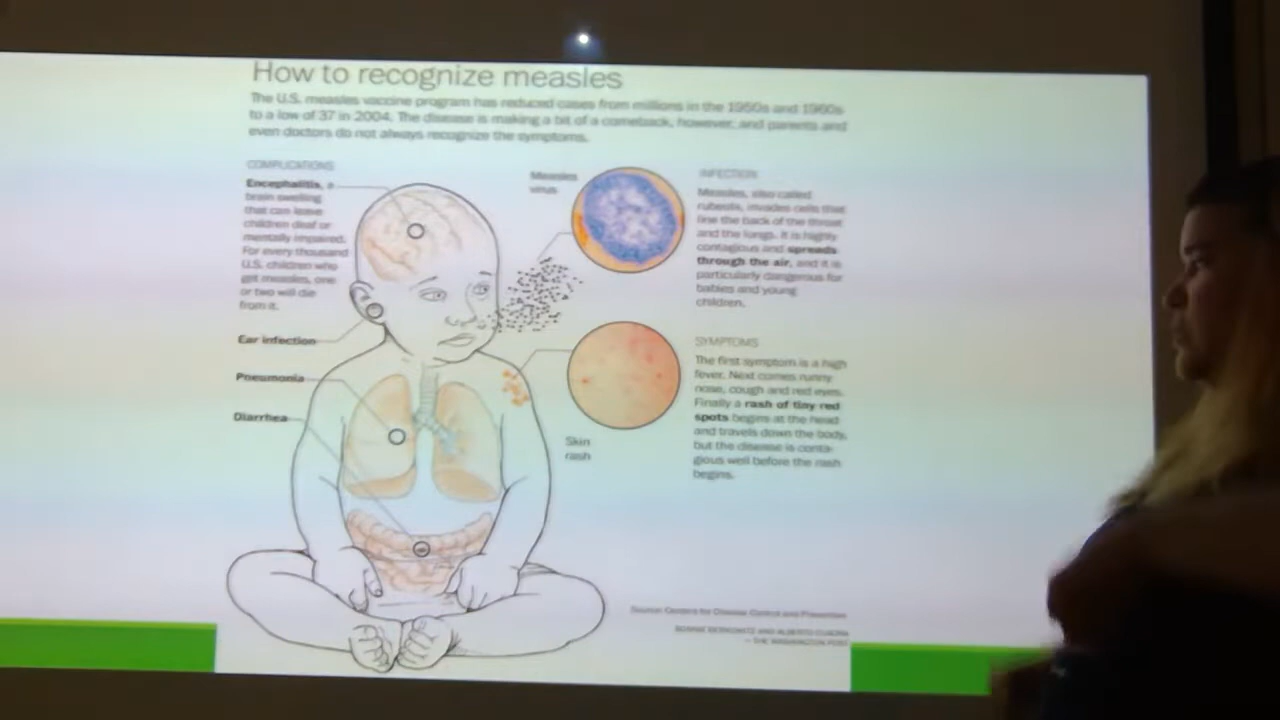 How to recognize measles
The U.S. measles vaccine program has reduced cases from millions in the 1950s and 1960s
to a low of 37 in 2004. The disease is making a bit of a comeback, however, and parents and
even doctors do not always recognize the symptoms.
COMPLICATIONS
Encephalitis, a
brain swelling
that can leave
children deaf or
mentally impaired.
For every thousand
U.S. children who
get measles, one
or two will die
from it.
Ear infection
Pneumonia
Diarrhea
Measles
virus
INFECTION
Measles, also called
rubeola, invades cells that
line the back of the throat
and the lungs. It is highly
contagious and spreads
through the air, and it is
particularly dangerous for
babies and young
children.
SYMPTOMS
The first symptom is a high
fever. Next comes runny
nose, cough and red eyes.
Finally a rash of tiny red
spots begins at the head
and travels down the body,
but the disease is conta-
gious well before the rash
begins.
Skin
rash
Source: Centers for Disease Control and Prevention
BONNIE BERKOWITZ AND ALBERTO CUADRA
— THE WASHINGTON POST